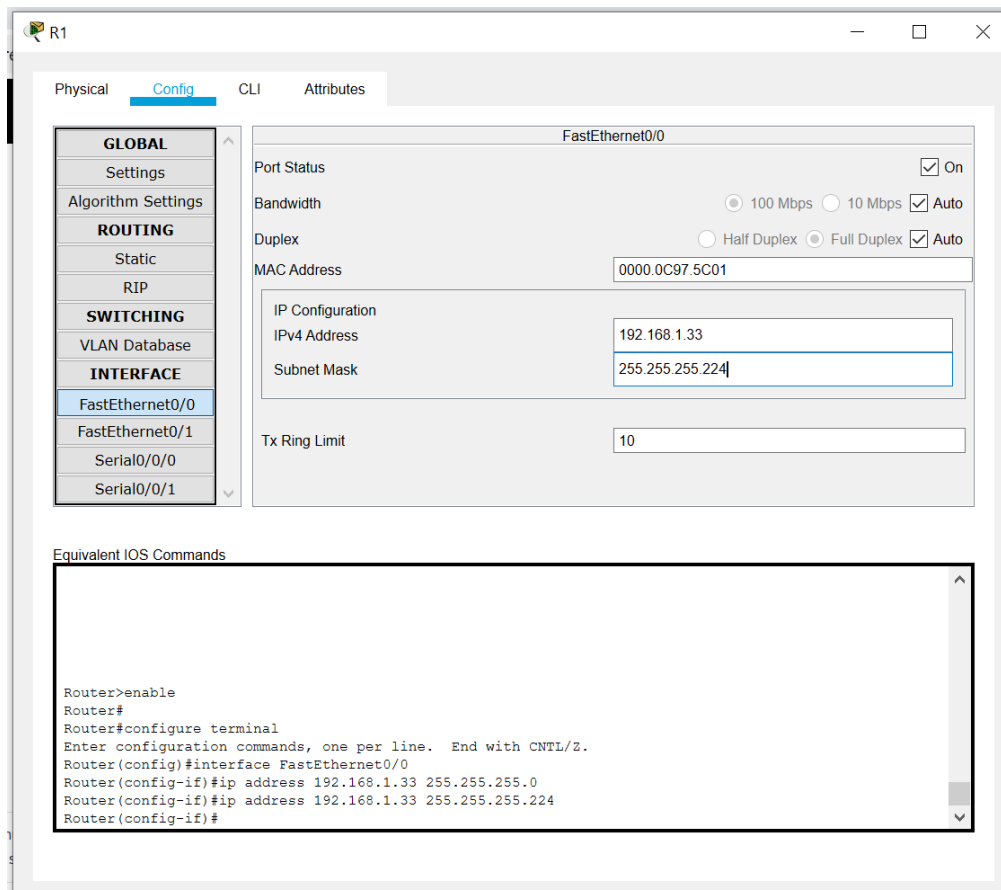 R1
Physical Config CLI Attributes
GLOBAL
Settings
Algorithm Settings
ROUTING
Static
RIP
SWITCHING
VLAN Database
INTERFACE
FastEthernet0/0
FastEthernet0/1
Serial0/0/0
Serial0/0/1
FastEthernet0/0
Port Status On
Bandwidth 100 Mbps 10 Mbps Auto
Duplex Half Duplex Full Duplex Auto
MAC Address 0000.0C97.5C01
IP Configuration
IPv4 Address 192.168.1.33
Subnet Mask 255.255.255.224
Tx Ring Limit 10
Equivalent IOS Commands
Router>enable
Router#
Router#configure terminal
Enter configuration commands, one per line.  End with CNTL/Z.
Router(config)#interface FastEthernet0/0
Router(config-if)#ip address 192.168.1.33 255.255.255.0
Router(config-if)#ip address 192.168.1.33 255.255.255.224
Router(config-if)#